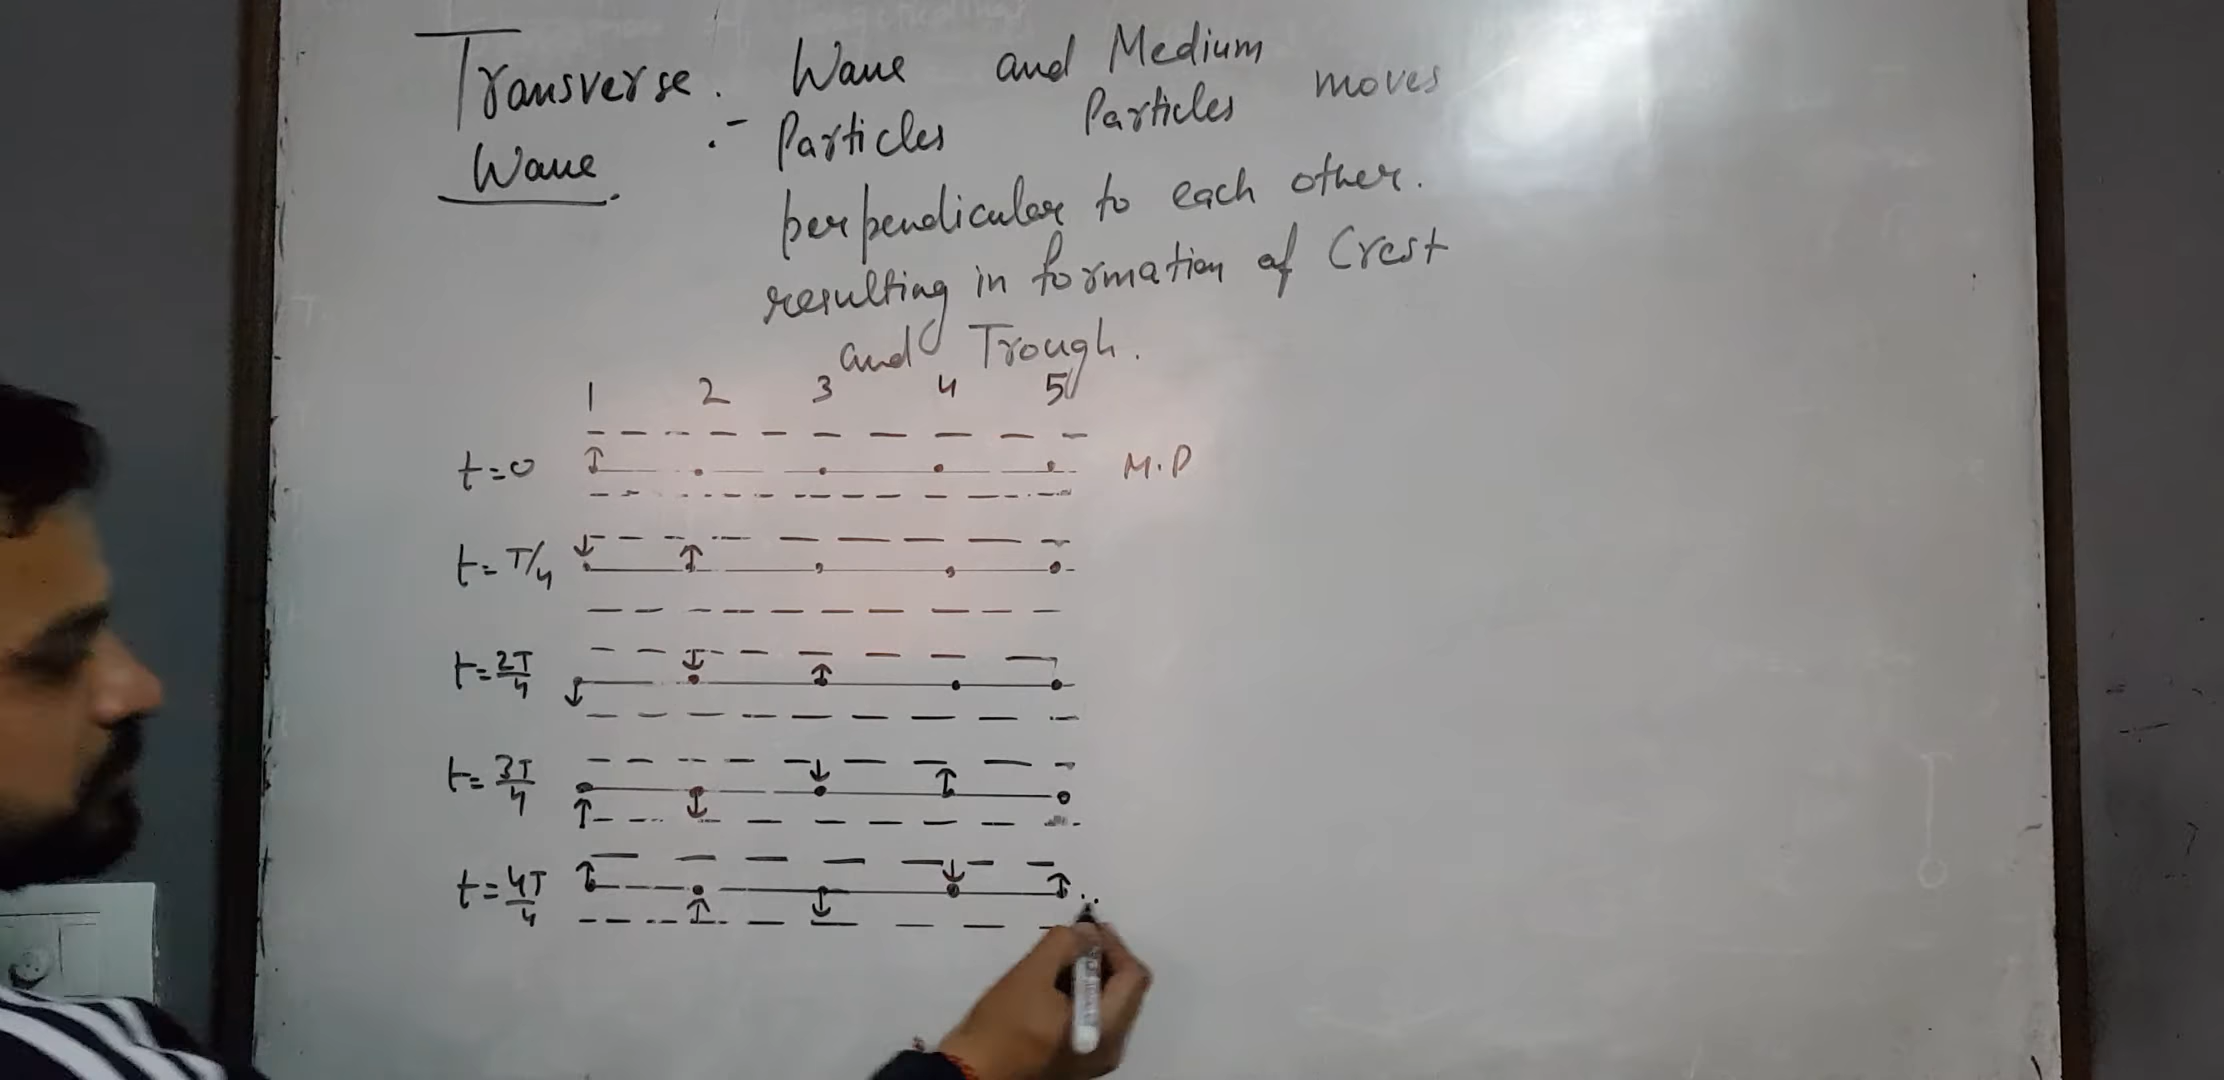 Transverse :- Wave and Medium
Wave Particles Particles moves
perpendicular to each other.
resulting in formation of Crest
and Trough.
1 2 3 4 5
t=0 M.P
t=T/4
t=2T/4
t=3T/4
t=4T/4